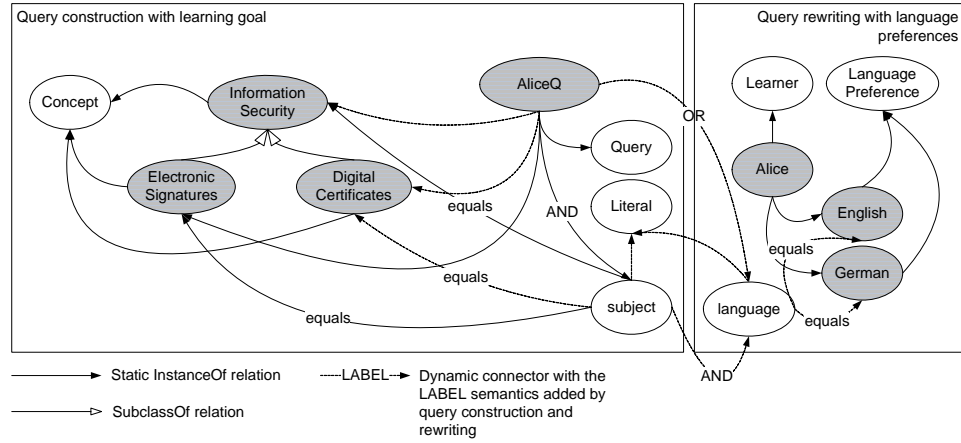 Query construction with learning goal
Query rewriting with language
preferences
Concept
Information
Security
AliceQ
Learner
Language
Preference
OR
Query
Electronic
Signatures
Digital
Certificates
Alice
equals
AND
Literal
English
equals
German
equals
subject
language
equals
equals
AND
Static InstanceOf relation
LABEL
Dynamic connector with the
LABEL semantics added by
query construction and
rewriting
SubclassOf relation